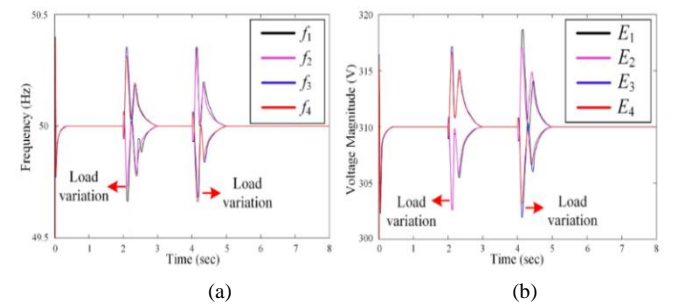 50.5
50
49.5
Frequency (Hz)
f1
f2
f3
f4
Load
variation
Load
variation
0 1 2 3 4 5 6 7 8
Time (sec)
(a)
320
315
310
305
300
Voltage Magnitude (V)
E1
E2
E3
E4
Load
variation
Load
variation
0 1 2 3 4 5 6 7 8
Time (sec)
(b)